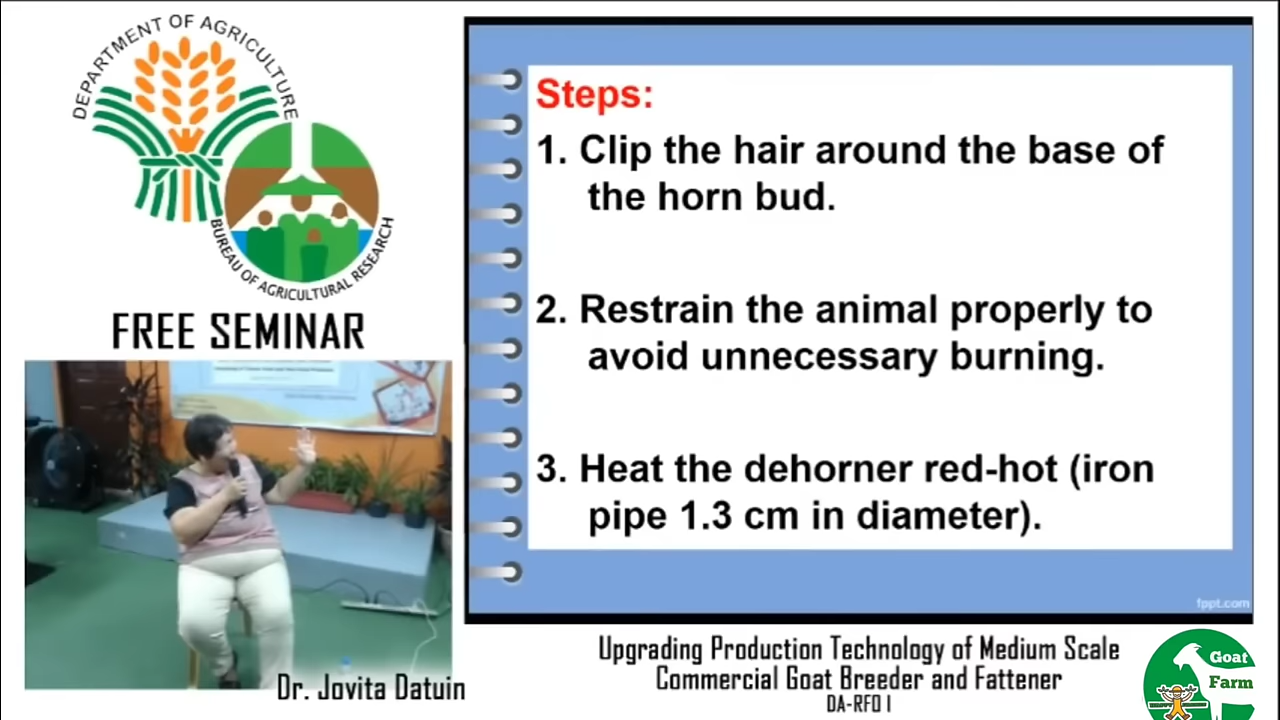 DEPARTMENT OF AGRICULTURE
BUREAU OF AGRICULTURAL RESEARCH
FREE SEMINAR
Dr. Jovita Datuin
Steps:
1. Clip the hair around the base of
the horn bud.
2. Restrain the animal properly to
avoid unnecessary burning.
3. Heat the dehorner red-hot (iron
pipe 1.3 cm in diameter).
fppt.com
Upgrading Production Technology of Medium Scale
Commercial Goat Breeder and Fattener
DA-RFO I
Goat
Farm